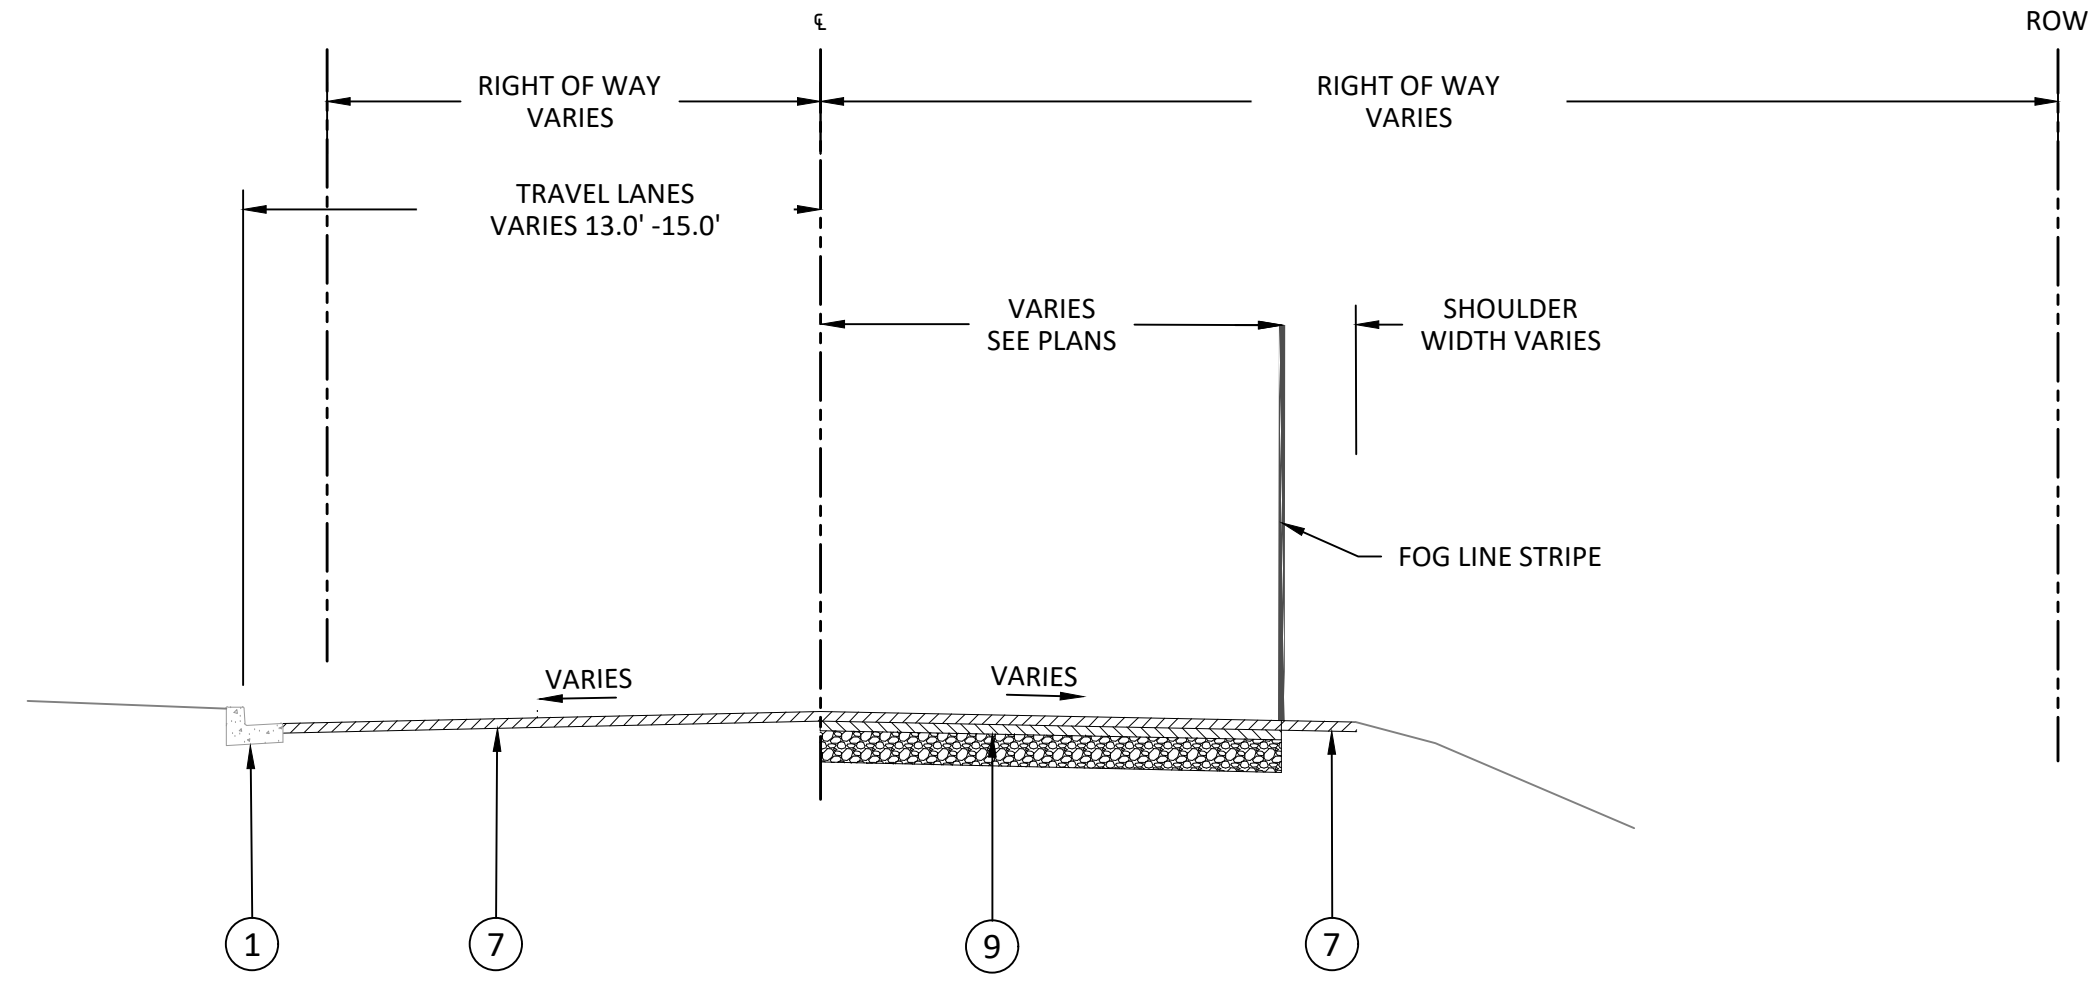 ℄
ROW
RIGHT OF WAY
VARIES
RIGHT OF WAY
VARIES
TRAVEL LANES
VARIES 13.0' -15.0'
VARIES
SEE PLANS
SHOULDER
WIDTH VARIES
FOG LINE STRIPE
VARIES
VARIES
1
7
9
7